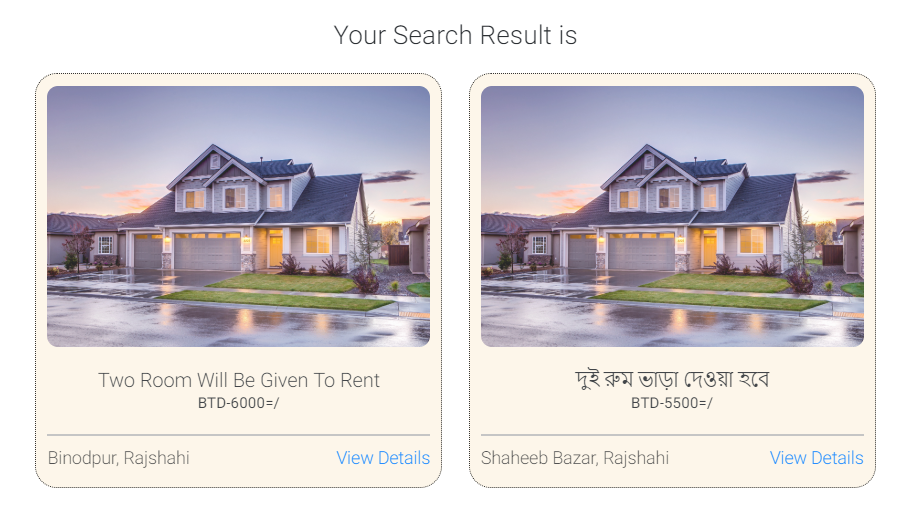 Your Search Result is
Two Room Will Be Given To Rent
BTD-6000=/
Binodpur, Rajshahi
View Details
দুই রুম ভাড়া দেওয়া হবে
BTD-5500=/
Shaheeb Bazar, Rajshahi
View Details